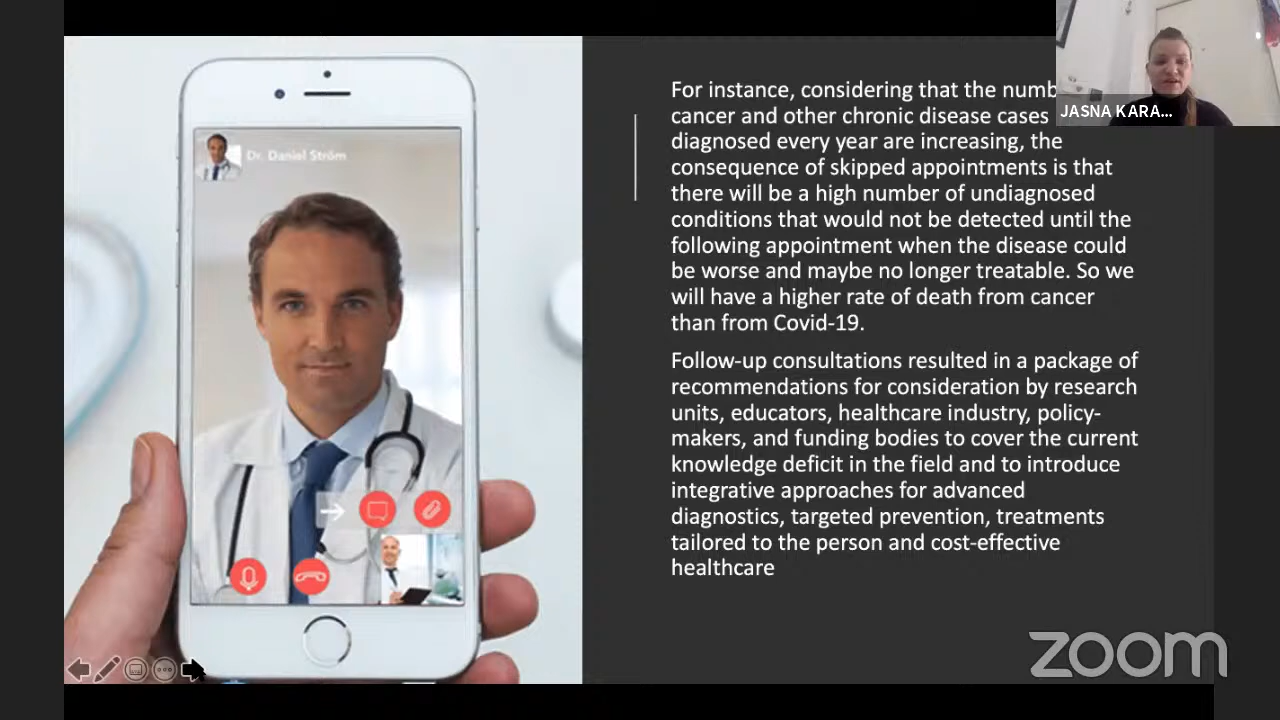 Dr. Daniel Ström
For instance, considering that the numb
cancer and other chronic disease cases
diagnosed every year are increasing, the
consequence of skipped appointments is that
there will be a high number of undiagnosed
conditions that would not be detected until the
following appointment when the disease could
be worse and maybe no longer treatable. So we
will have a higher rate of death from cancer
than from Covid-19.
Follow-up consultations resulted in a package of
recommendations for consideration by research
units, educators, healthcare industry, policy-
makers, and funding bodies to cover the current
knowledge deficit in the field and to introduce
integrative approaches for advanced
diagnostics, targeted prevention, treatments
tailored to the person and cost-effective
healthcare
JASNA KARA...
zoom